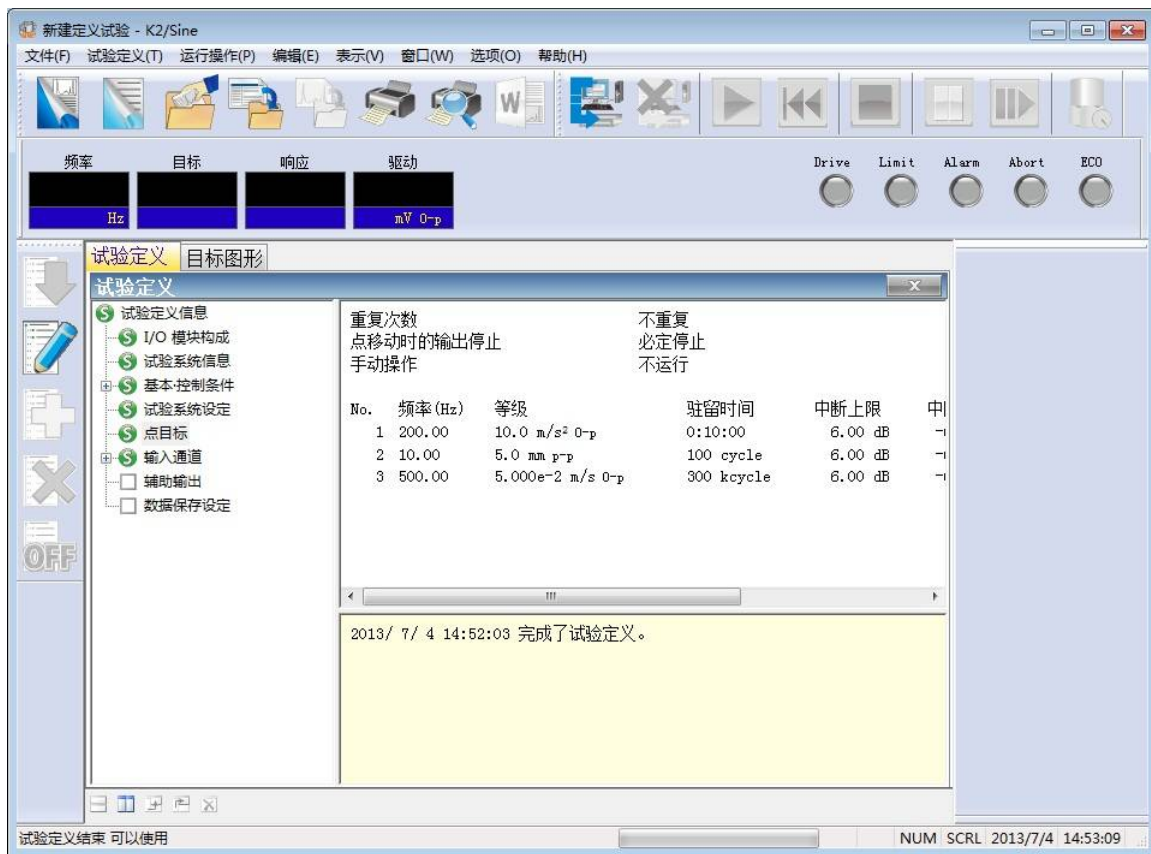 新建定义试验 - K2/Sine
文件(F) 试验定义(T) 运行操作(P) 编辑(E) 表示(V) 窗口(W) 选项(O) 帮助(H)
W
频率 目标 响应 驱动 Drive Limit Alarm Abort ECO
Hz mV 0-p
试验定义 目标图形
试验定义
试验定义信息
I/O 模块构成
试验系统信息
基本·控制条件
试验系统设定
点目标
输入通道
辅助输出
数据保存设定
OFF
重复次数 不重复
点移动时的输出停止 必定停止
手动操作 不运行
No. 频率(Hz) 等级 驻留时间 中断上限
1 200.00 10.0 m/s² 0-p 0:10:00 6.00 dB
2 10.00 5.0 mm p-p 100 cycle 6.00 dB
3 500.00 5.000e-2 m/s 0-p 300 kcycle 6.00 dB
2013/ 7/ 4 14:52:03 完成了试验定义。
试验定义结束 可以使用 NUM SCRL 2013/7/4 14:53:09